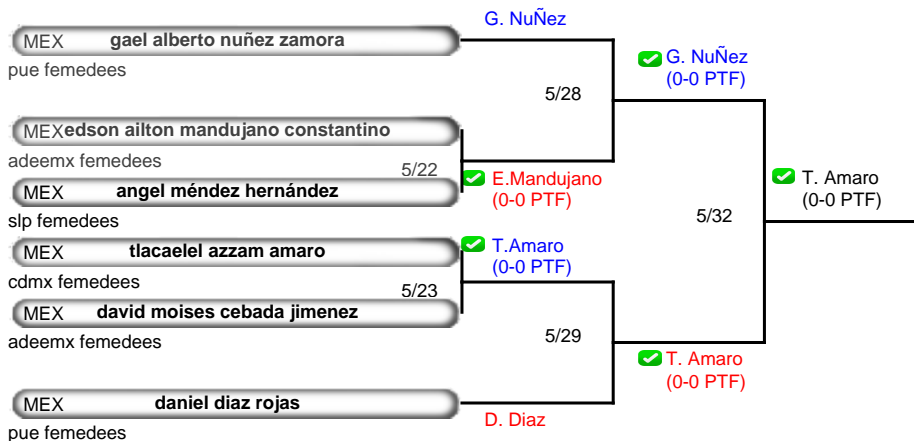 G. NuÑez
MEX gael alberto nuñez zamora
pue femedees
G. NuÑez
(0-0 PTF)
5/28
MEX edson ailton mandujano constantino
adeemx femedees
5/22
E.Mandujano
(0-0 PTF)
MEX angel méndez hernández
slp femedees
T. Amaro
(0-0 PTF)
5/32
MEX tlacaelel azzam amaro
cdmx femedees
T.Amaro
(0-0 PTF)
5/23
MEX david moises cebada jimenez
adeemx femedees
5/29
T. Amaro
(0-0 PTF)
MEX daniel diaz rojas
pue femedees
D. Diaz